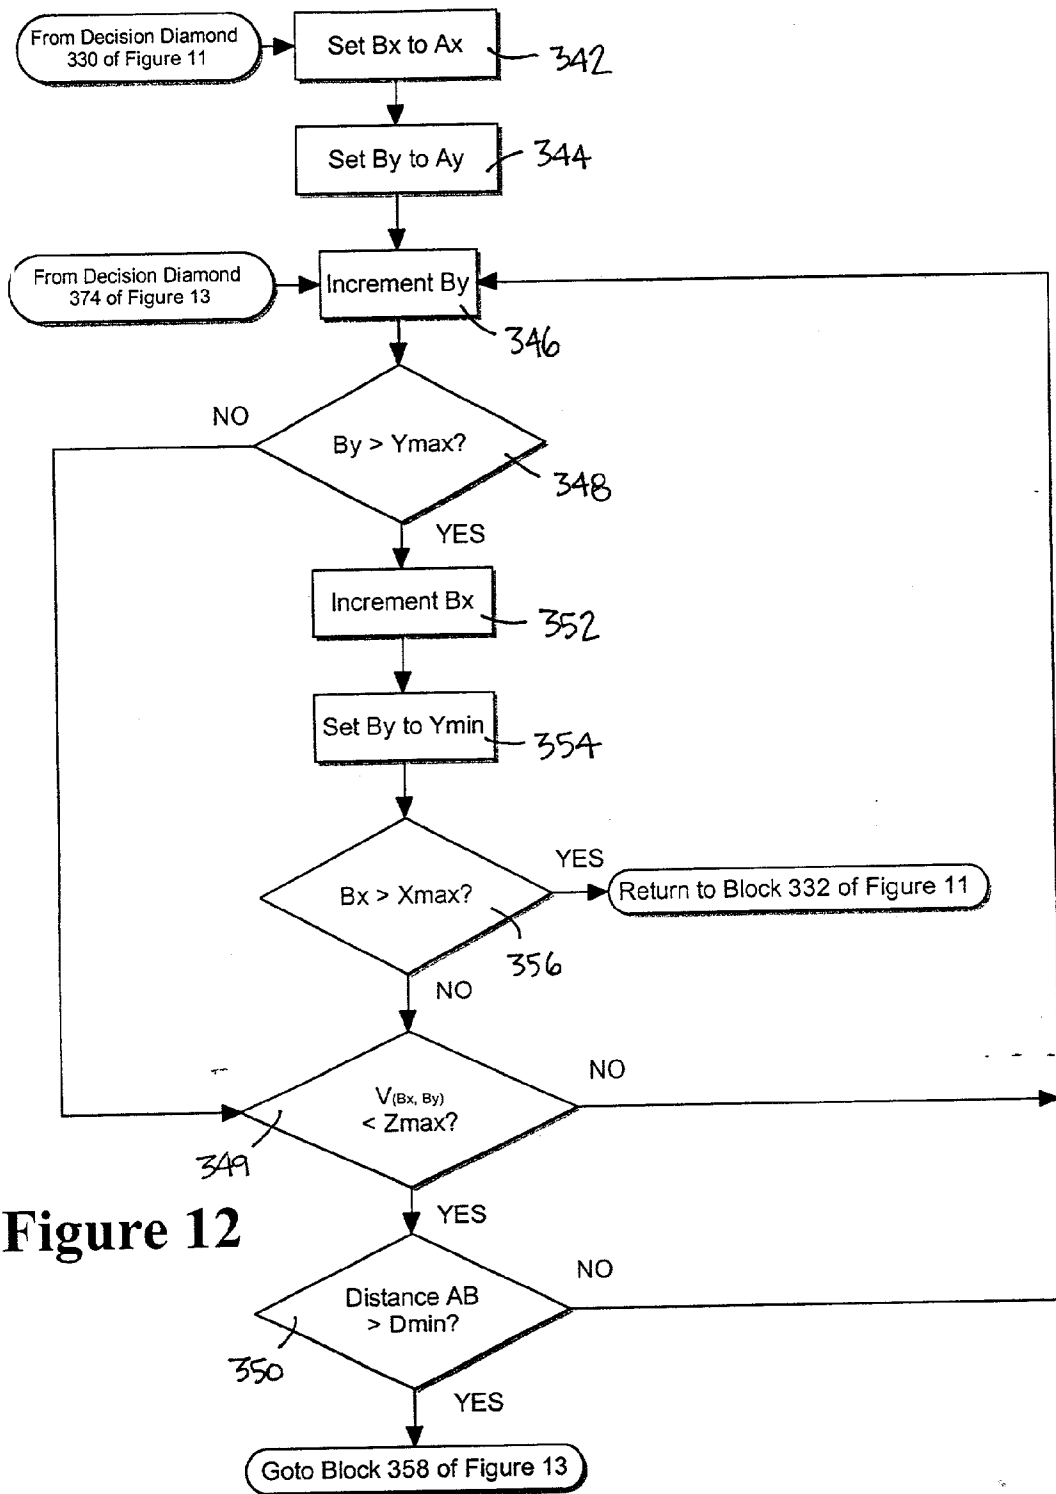 From Decision Diamond
330 of Figure 11
Set Bx to Ax
342
Set By to Ay
344
From Decision Diamond
374 of Figure 13
Increment By
346
NO
By > Ymax?
348
YES
Increment Bx
352
Set By to Ymin
354
Bx > Xmax?
YES
Return to Block 332 of Figure 11
356
NO
V(Bx, By)
< Zmax?
NO
349
YES
Figure 12
Distance AB
> Dmin?
NO
350
YES
Goto Block 358 of Figure 13